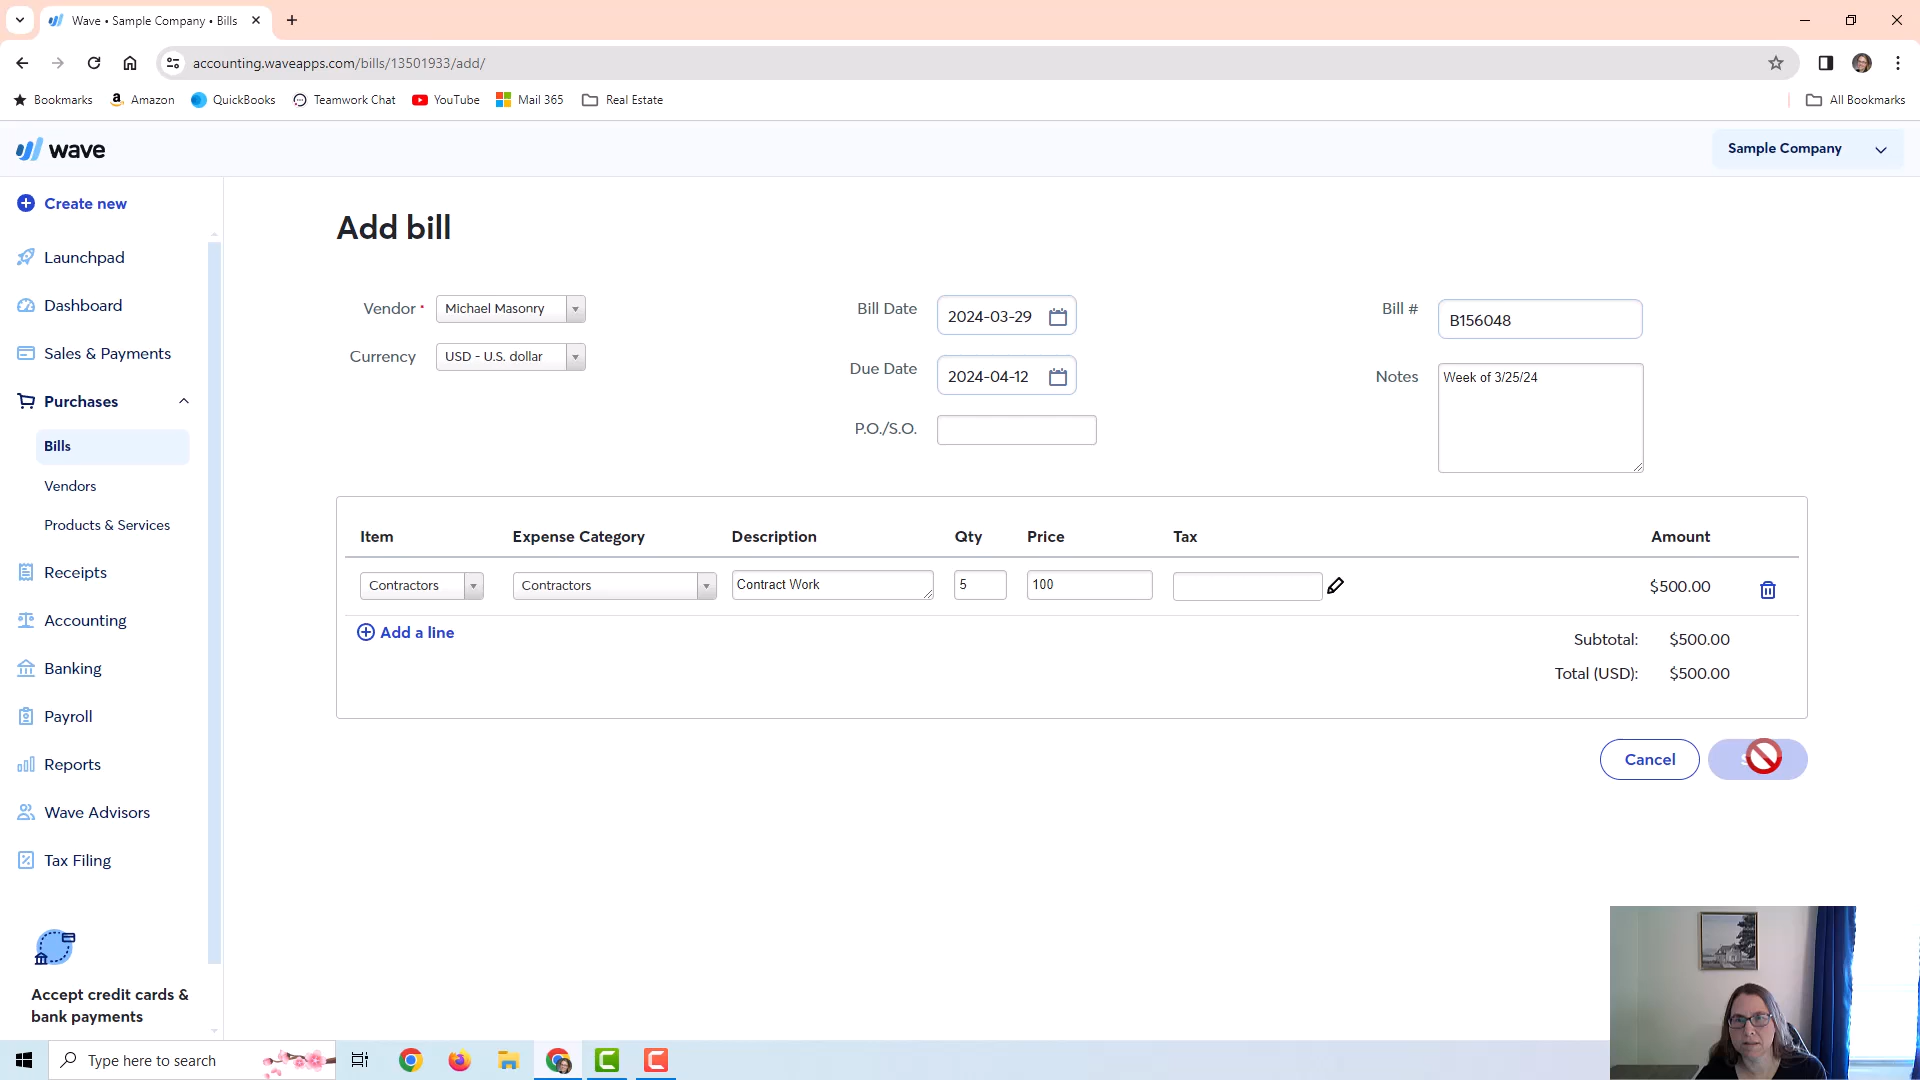 Wave • Sample Company • Bills
accounting.waveapps.com/bills/13501933/add/
Bookmarks
Amazon
QuickBooks
Teamwork Chat
YouTube
Mail 365
Real Estate
All Bookmarks
wave
Sample Company
Create new
Launchpad
Dashboard
Sales & Payments
Purchases
Bills
Vendors
Products & Services
Receipts
Accounting
Banking
Payroll
Reports
Wave Advisors
Tax Filing
Accept credit cards &
bank payments
Add bill
Vendor * Michael Masonry
Currency USD - U.S. dollar
Bill Date 2024-03-29
Due Date 2024-04-12
P.O./S.O.
Bill # B156048
Notes Week of 3/25/24
Item Expense Category Description Qty Price Tax Amount
Contractors Contractors Contract Work 5 100 $500.00
Add a line
Subtotal: $500.00
Total (USD): $500.00
Cancel
Type here to search